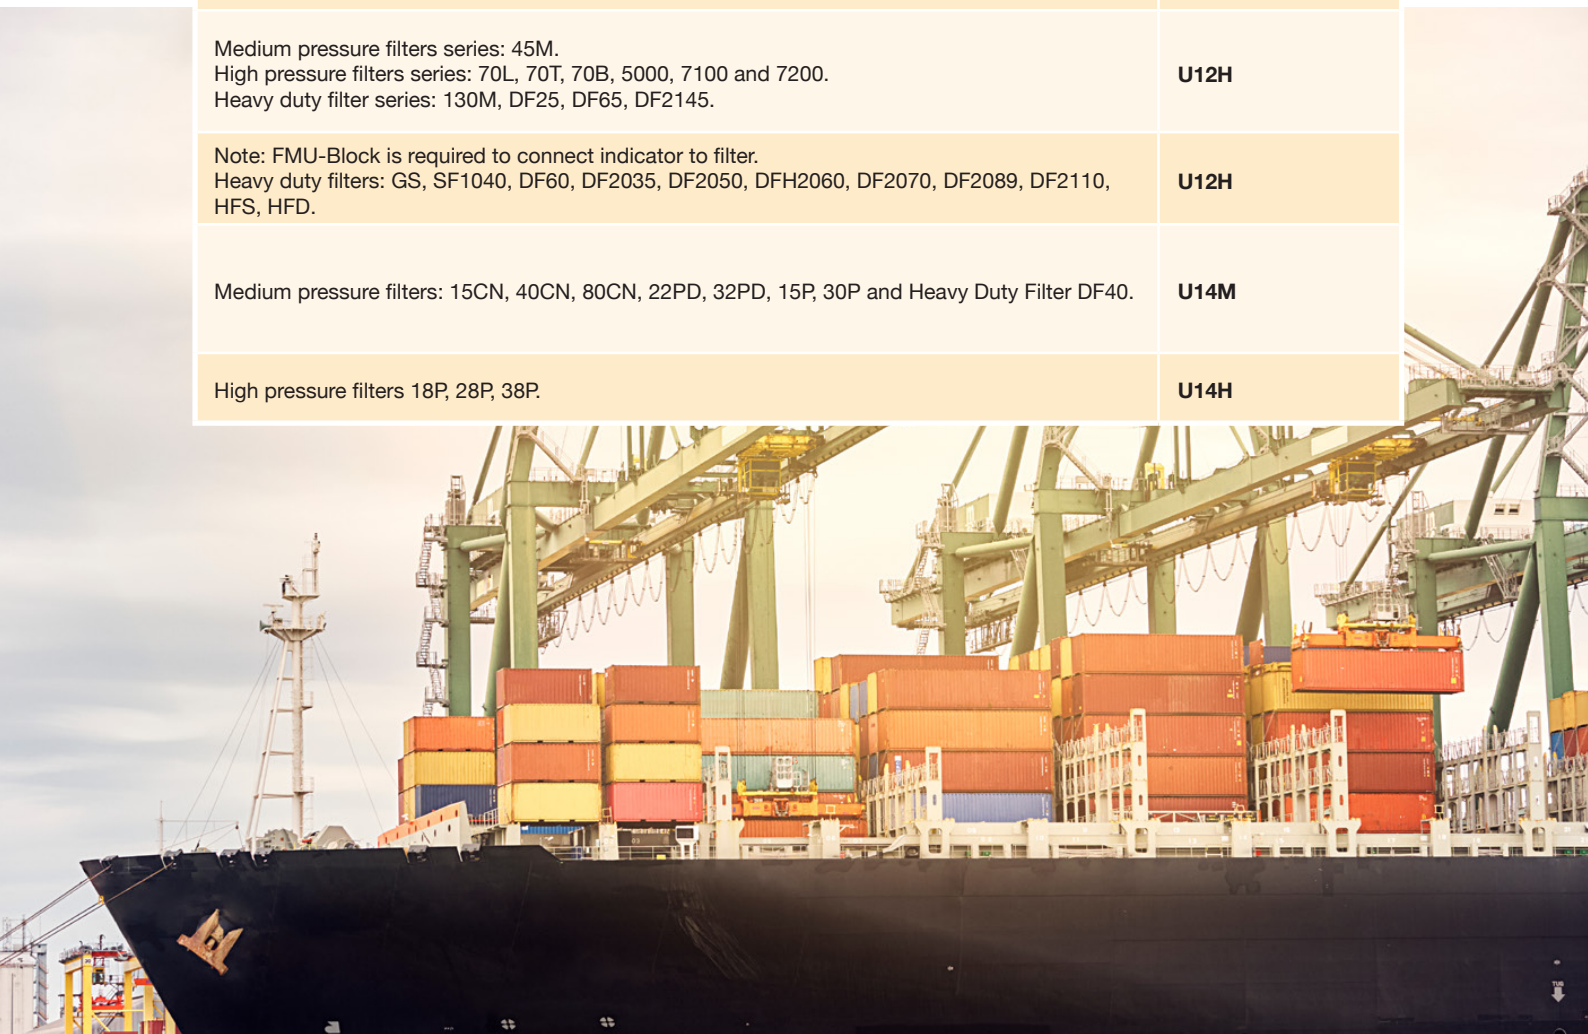 Medium pressure filters series: 45M.
High pressure filters series: 70L, 70T, 70B, 5000, 7100 and 7200.
Heavy duty filter series: 130M, DF25, DF65, DF2145.
U12H
Note: FMU-Block is required to connect indicator to filter.
Heavy duty filters: GS, SF1040, DF60, DF2035, DF2050, DFH2060, DF2070, DF2089, DF2110,
HFS, HFD.
U12H
Medium pressure filters: 15CN, 40CN, 80CN, 22PD, 32PD, 15P, 30P and Heavy Duty Filter DF40.
U14M
High pressure filters 18P, 28P, 38P.
U14H
TUG